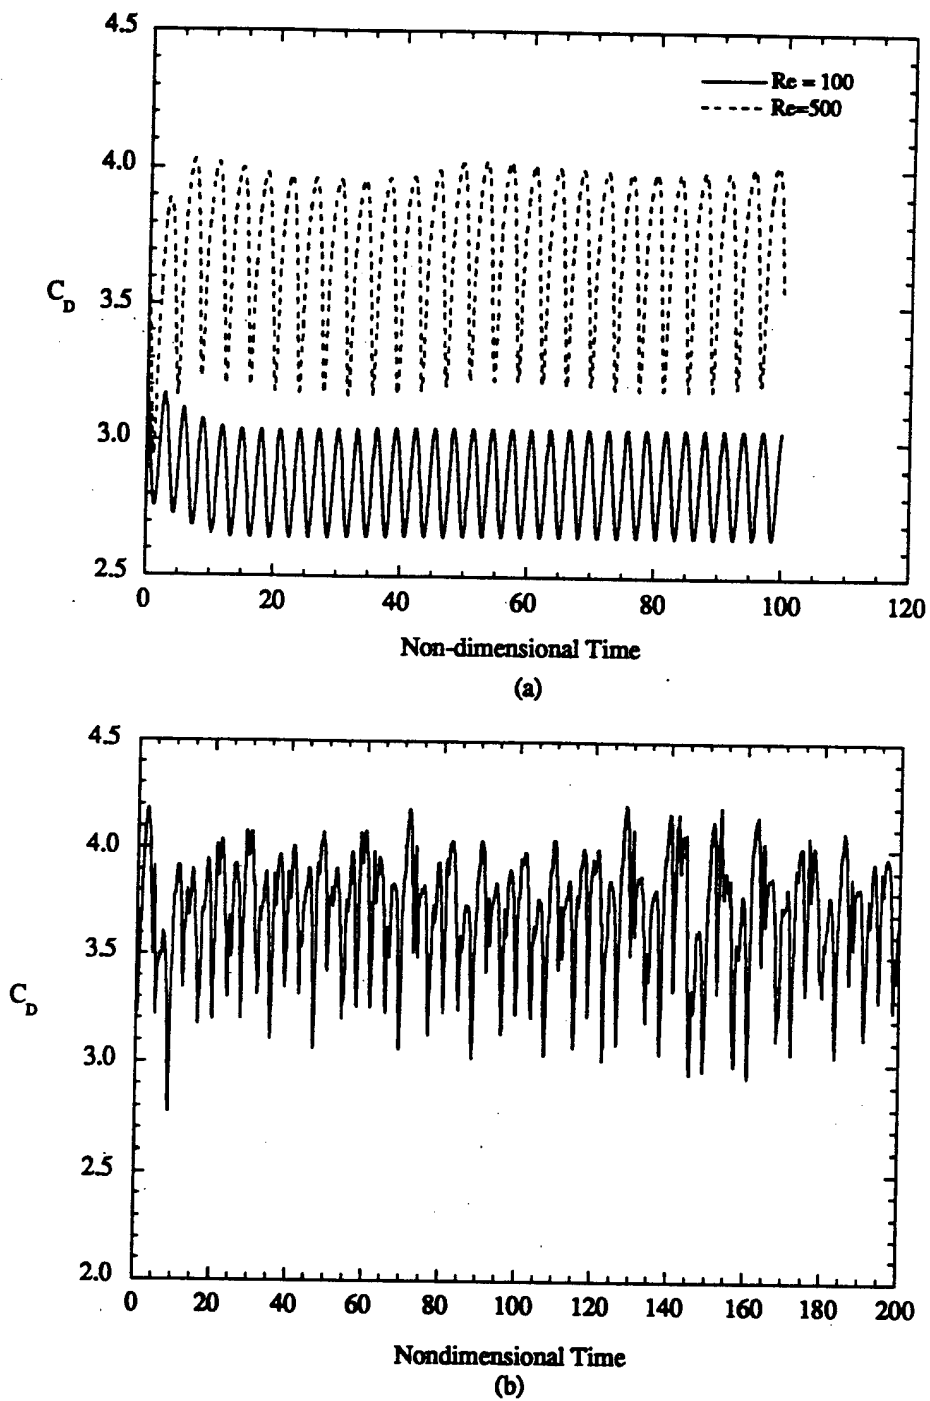 4.5
Re = 100
Re=500
4.0
C_D
3.5
3.0
2.5
0 20 40 60 80 100 120
Non-dimensional Time
(a)
4.5
4.0
3.5
C_D
3.0
2.5
2.0
0 20 40 60 80 100 120 140 160 180 200
Nondimensional Time
(b)